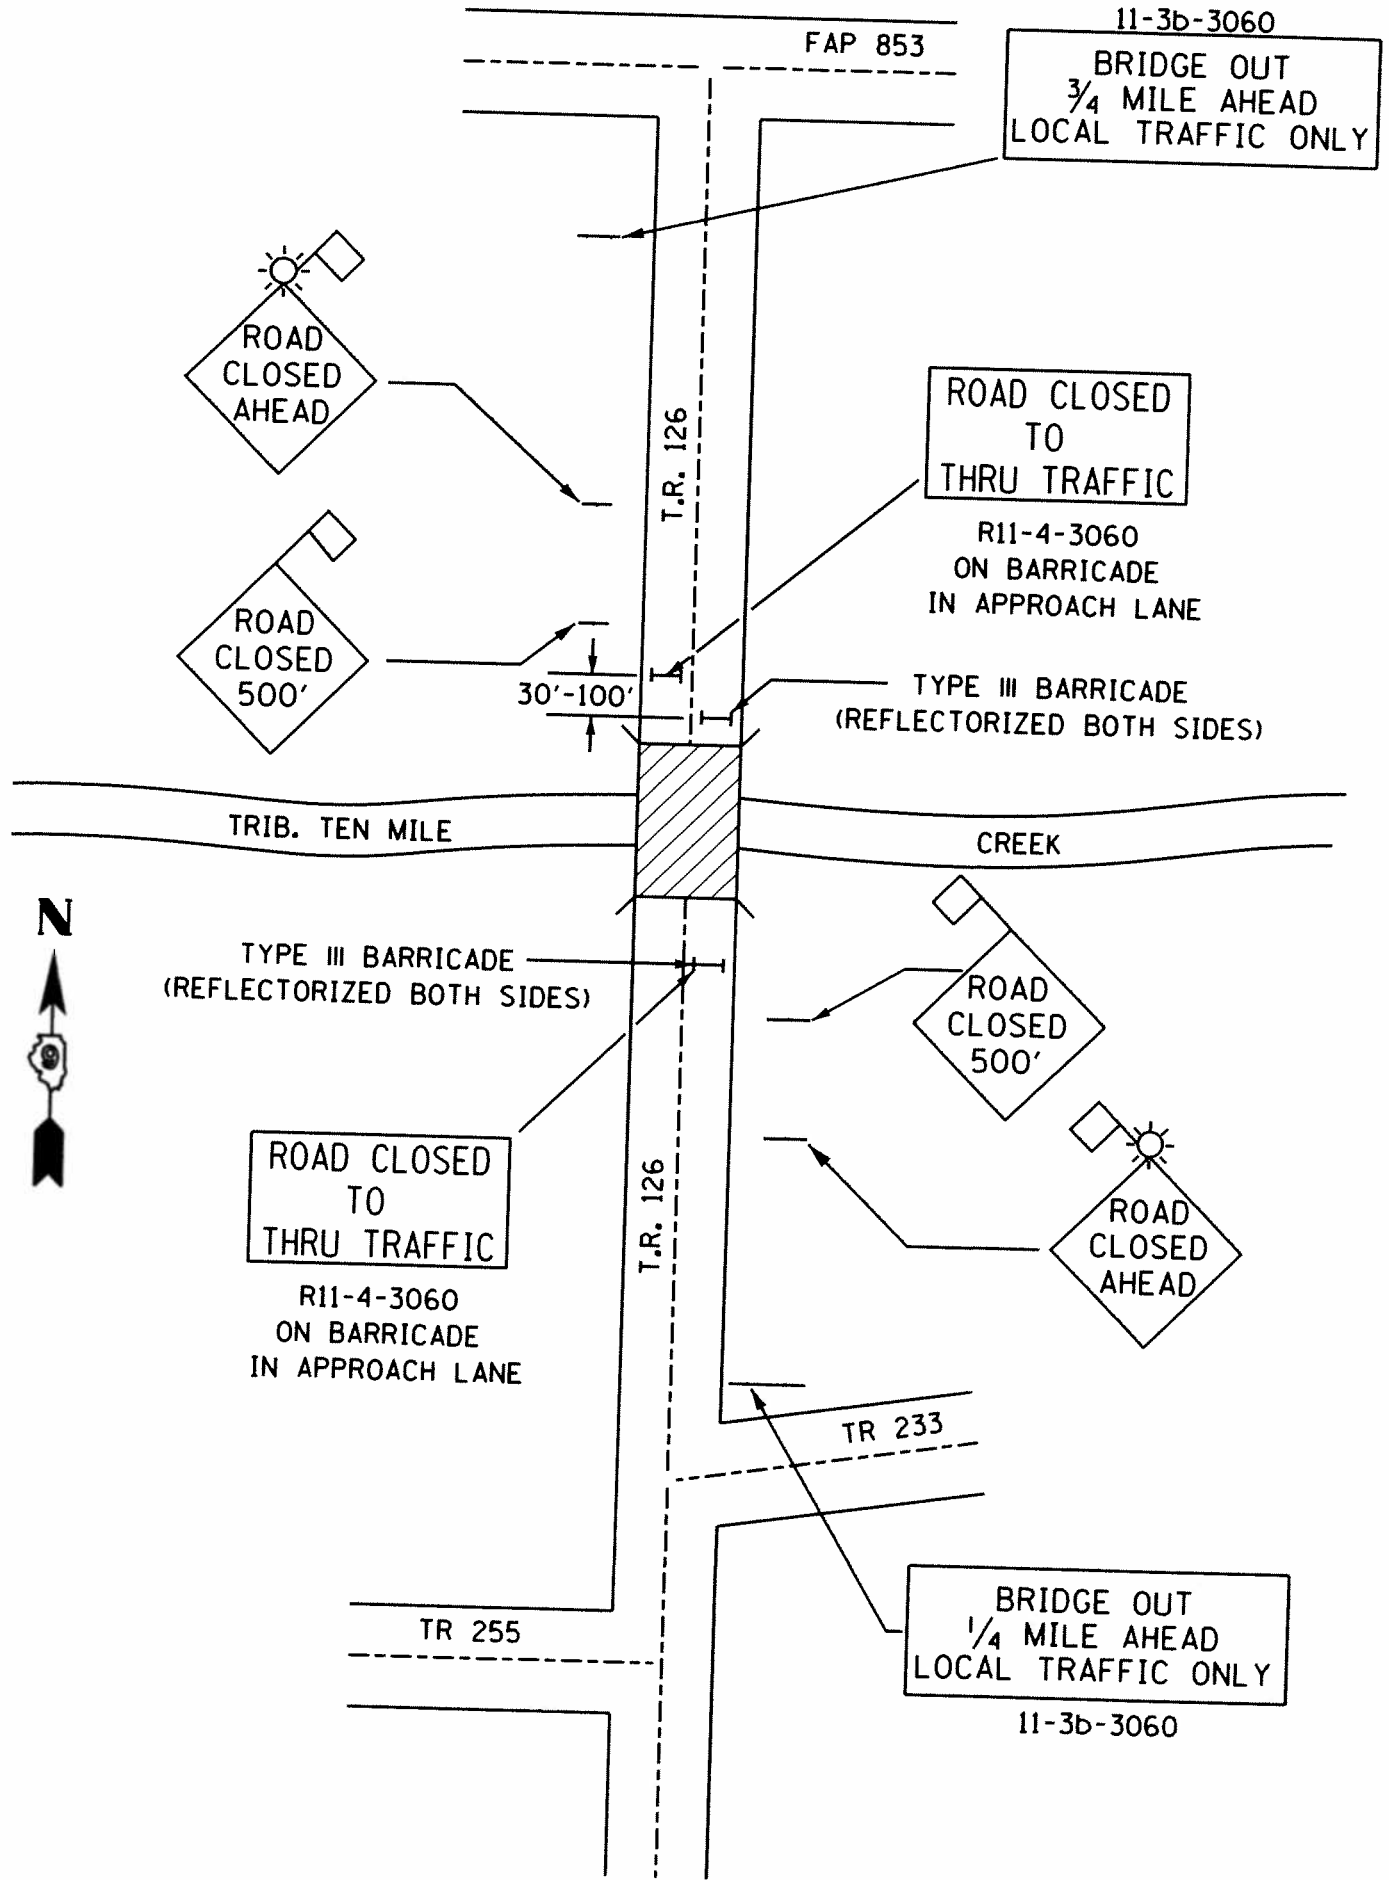 11-3b-3060
FAP 853
BRIDGE OUT
3/4 MILE AHEAD
LOCAL TRAFFIC ONLY
ROAD
CLOSED
AHEAD
ROAD CLOSED
TO
THRU TRAFFIC
R11-4-3060
ON BARRICADE
IN APPROACH LANE
T.R. 126
ROAD
CLOSED
500'
30'-100'
TYPE III BARRICADE
(REFLECTORIZED BOTH SIDES)
TRIB. TEN MILE
CREEK
N
TYPE III BARRICADE
(REFLECTORIZED BOTH SIDES)
ROAD
CLOSED
500'
ROAD CLOSED
TO
THRU TRAFFIC
R11-4-3060
ON BARRICADE
IN APPROACH LANE
T.R. 126
ROAD
CLOSED
AHEAD
TR 233
TR 255
BRIDGE OUT
1/4 MILE AHEAD
LOCAL TRAFFIC ONLY
11-3b-3060